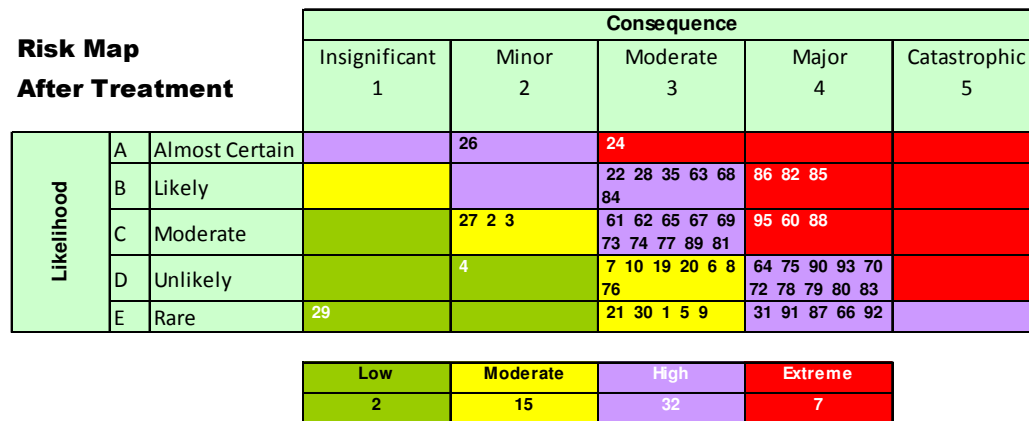 Consequence
Risk Map
After Treatment
Insignificant Minor Moderate Major Catastrophic
1 2 3 4 5
Likelihood
A Almost Certain 26 24
B Likely 22 28 35 63 68 86 82 85
84
C Moderate 27 2 3 61 62 65 67 69 95 60 88
73 74 77 89 81
D Unlikely 4 7 10 19 20 6 8 64 75 90 93 70
76 72 78 79 80 83
E Rare 29 21 30 1 5 9 31 91 87 66 92
Low Moderate High Extreme
2 15 32 7